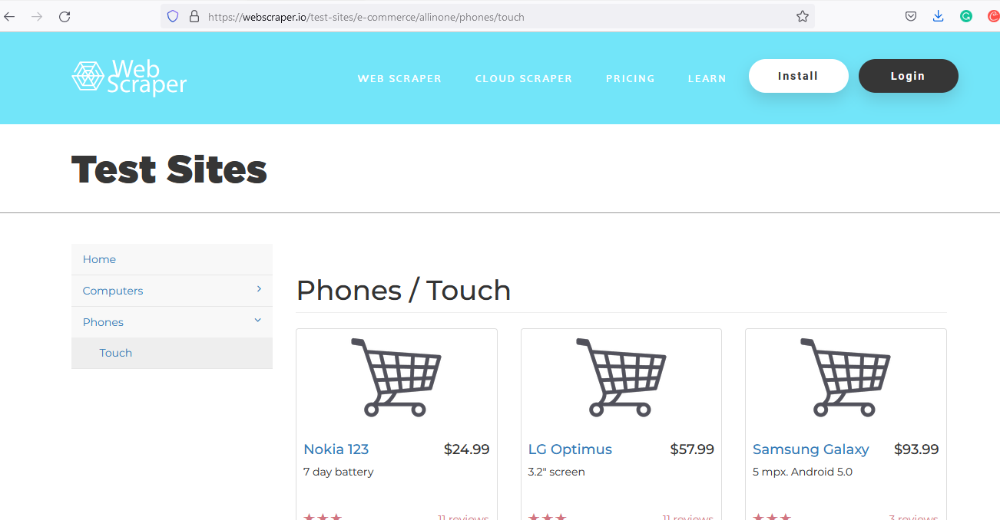 https://webscraper.io/test-sites/e-commerce/allinone/phones/touch
Web
Scraper
WEB SCRAPER
CLOUD SCRAPER
PRICING
LEARN
Install
Login
Test Sites
Home
Computers
Phones
Touch
Phones / Touch
Nokia 123 $24.99
7 day battery
11 reviews
LG Optimus $57.99
3.2" screen
11 reviews
Samsung Galaxy $93.99
5 mpx. Android 5.0
3 reviews